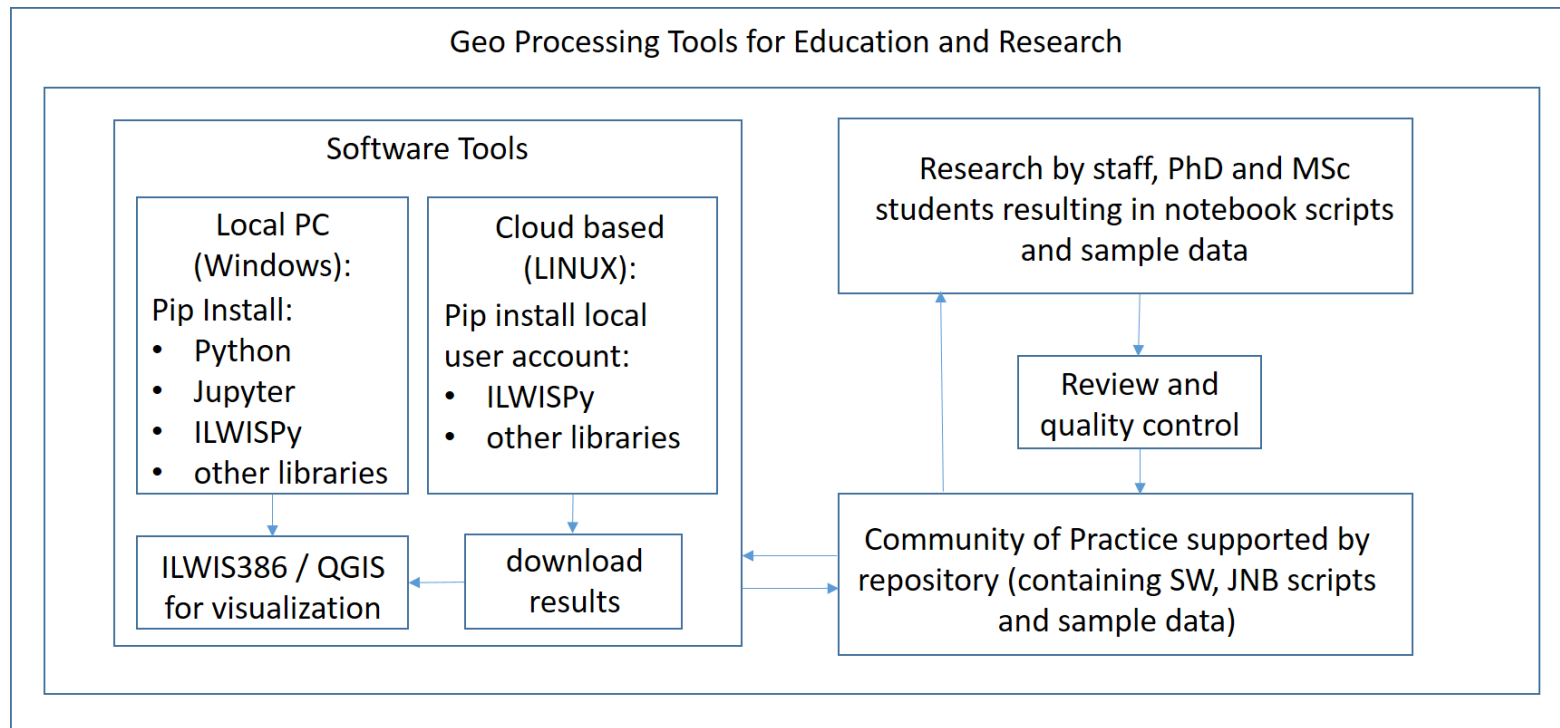 Geo Processing Tools for Education and Research
Software Tools
Local PC
(Windows):
Pip Install:
• Python
• Jupyter
• ILWISPy
• other libraries
Cloud based
(LINUX):
Pip install local
user account:
• ILWISPy
• other libraries
ILWIS386 / QGIS
for visualization
download
results
Research by staff, PhD and MSc
students resulting in notebook scripts
and sample data
Review and
quality control
Community of Practice supported by
repository (containing SW, JNB scripts
and sample data)